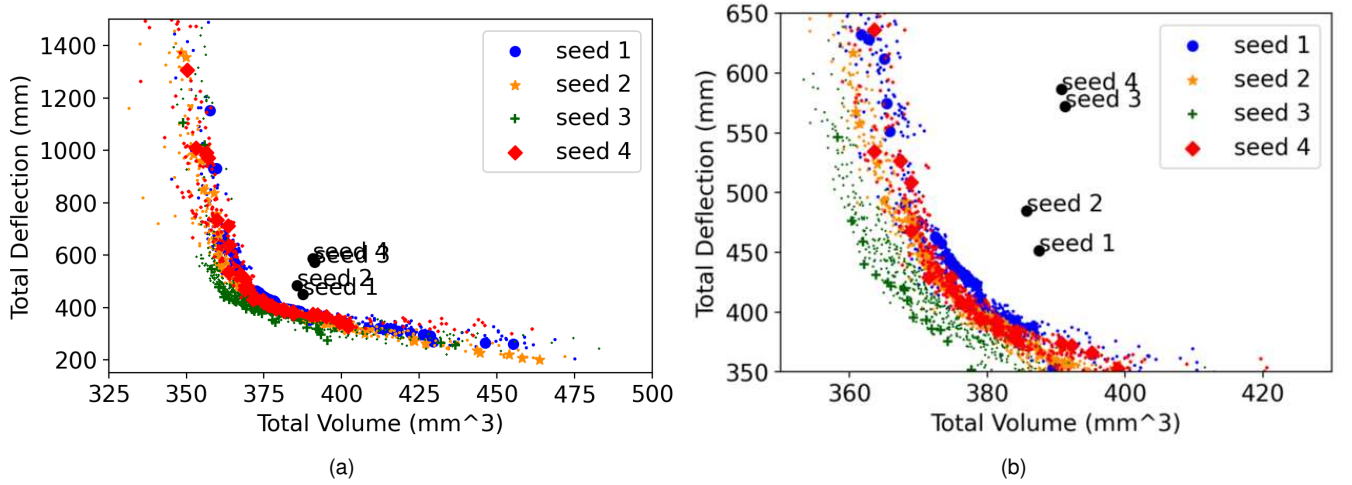 Total Deflection (mm)
1400
1200
1000
800
600
400
200
325
350
375
400
425
450
475
500
Total Volume (mm^3)
seed 1
seed 2
seed 3
seed 4
seed 4
seed 3
seed 2
seed 1
(a)
Total Deflection (mm)
650
600
550
500
450
400
350
360
380
400
420
Total Volume (mm^3)
seed 1
seed 2
seed 3
seed 4
seed 4
seed 3
seed 2
seed 1
(b)